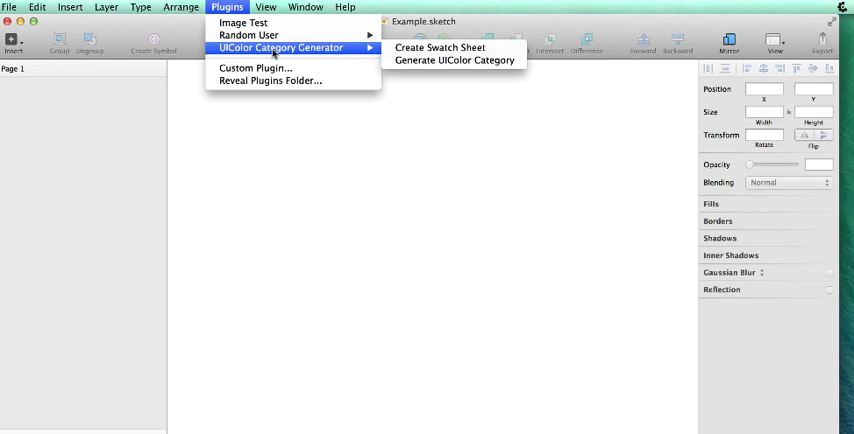 File Edit Insert Layer Type Arrange Plugins View Window Help
Example.sketch
Image Test
Random User
UIColor Category Generator
Create Swatch Sheet
Generate UIColor Category
Custom Plugin...
Reveal Plugins Folder...
Insert Group Ungroup Create Symbol Intersect Difference Forward Backward Mirror View Export
Page 1
Position
X Y
Size
Width Height
Transform
Rotate Flip
Opacity
Blending Normal
Fills
Borders
Shadows
Inner Shadows
Gaussian Blur
Reflection